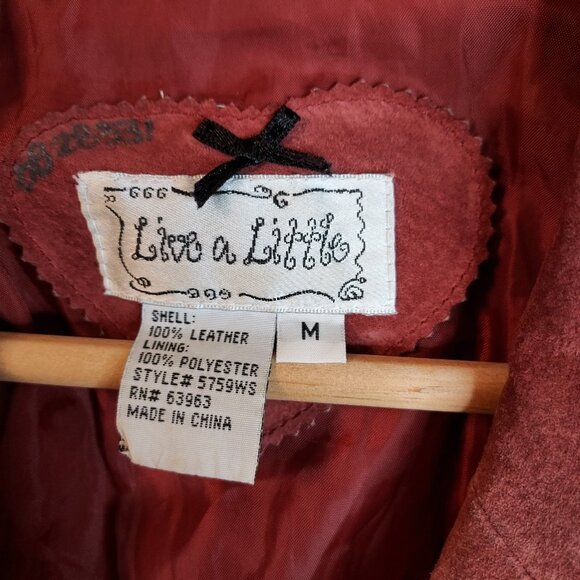 Live a Little
M
SHELL:
100% LEATHER
LINING:
100% POLYESTER
STYLE# 5759WS
RN# 63963
MADE IN CHINA